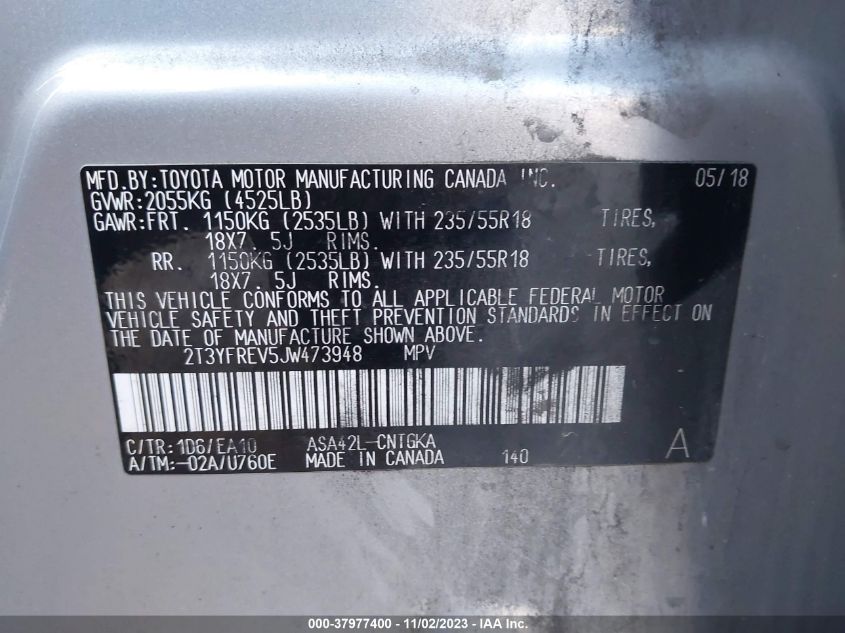 MFD.BY:TOYOTA MOTOR MANUFACTURING CANADA INC. 05/18
GVWR:2055KG (4525LB)
GAWR:FRT. 1150KG (2535LB) WITH 235/55R18 TIRES,
18X7. 5J RIMS.
RR. 1150KG (2535LB) WITH 235/55R18 TIRES,
18X7. 5J RIMS.
THIS VEHICLE CONFORMS TO ALL APPLICABLE FEDERAL MOTOR
VEHICLE SAFETY AND THEFT PREVENTION STANDARDS IN EFFECT ON
THE DATE OF MANUFACTURE SHOWN ABOVE.
2T3YFREV5JW473948 MPV
C/TR:1D6/EA10 ASA42L-CNTGKA A
A/TM:-02A/U760E MADE IN CANADA 140
000-37977400 - 11/02/2023 - IAAI Inc.